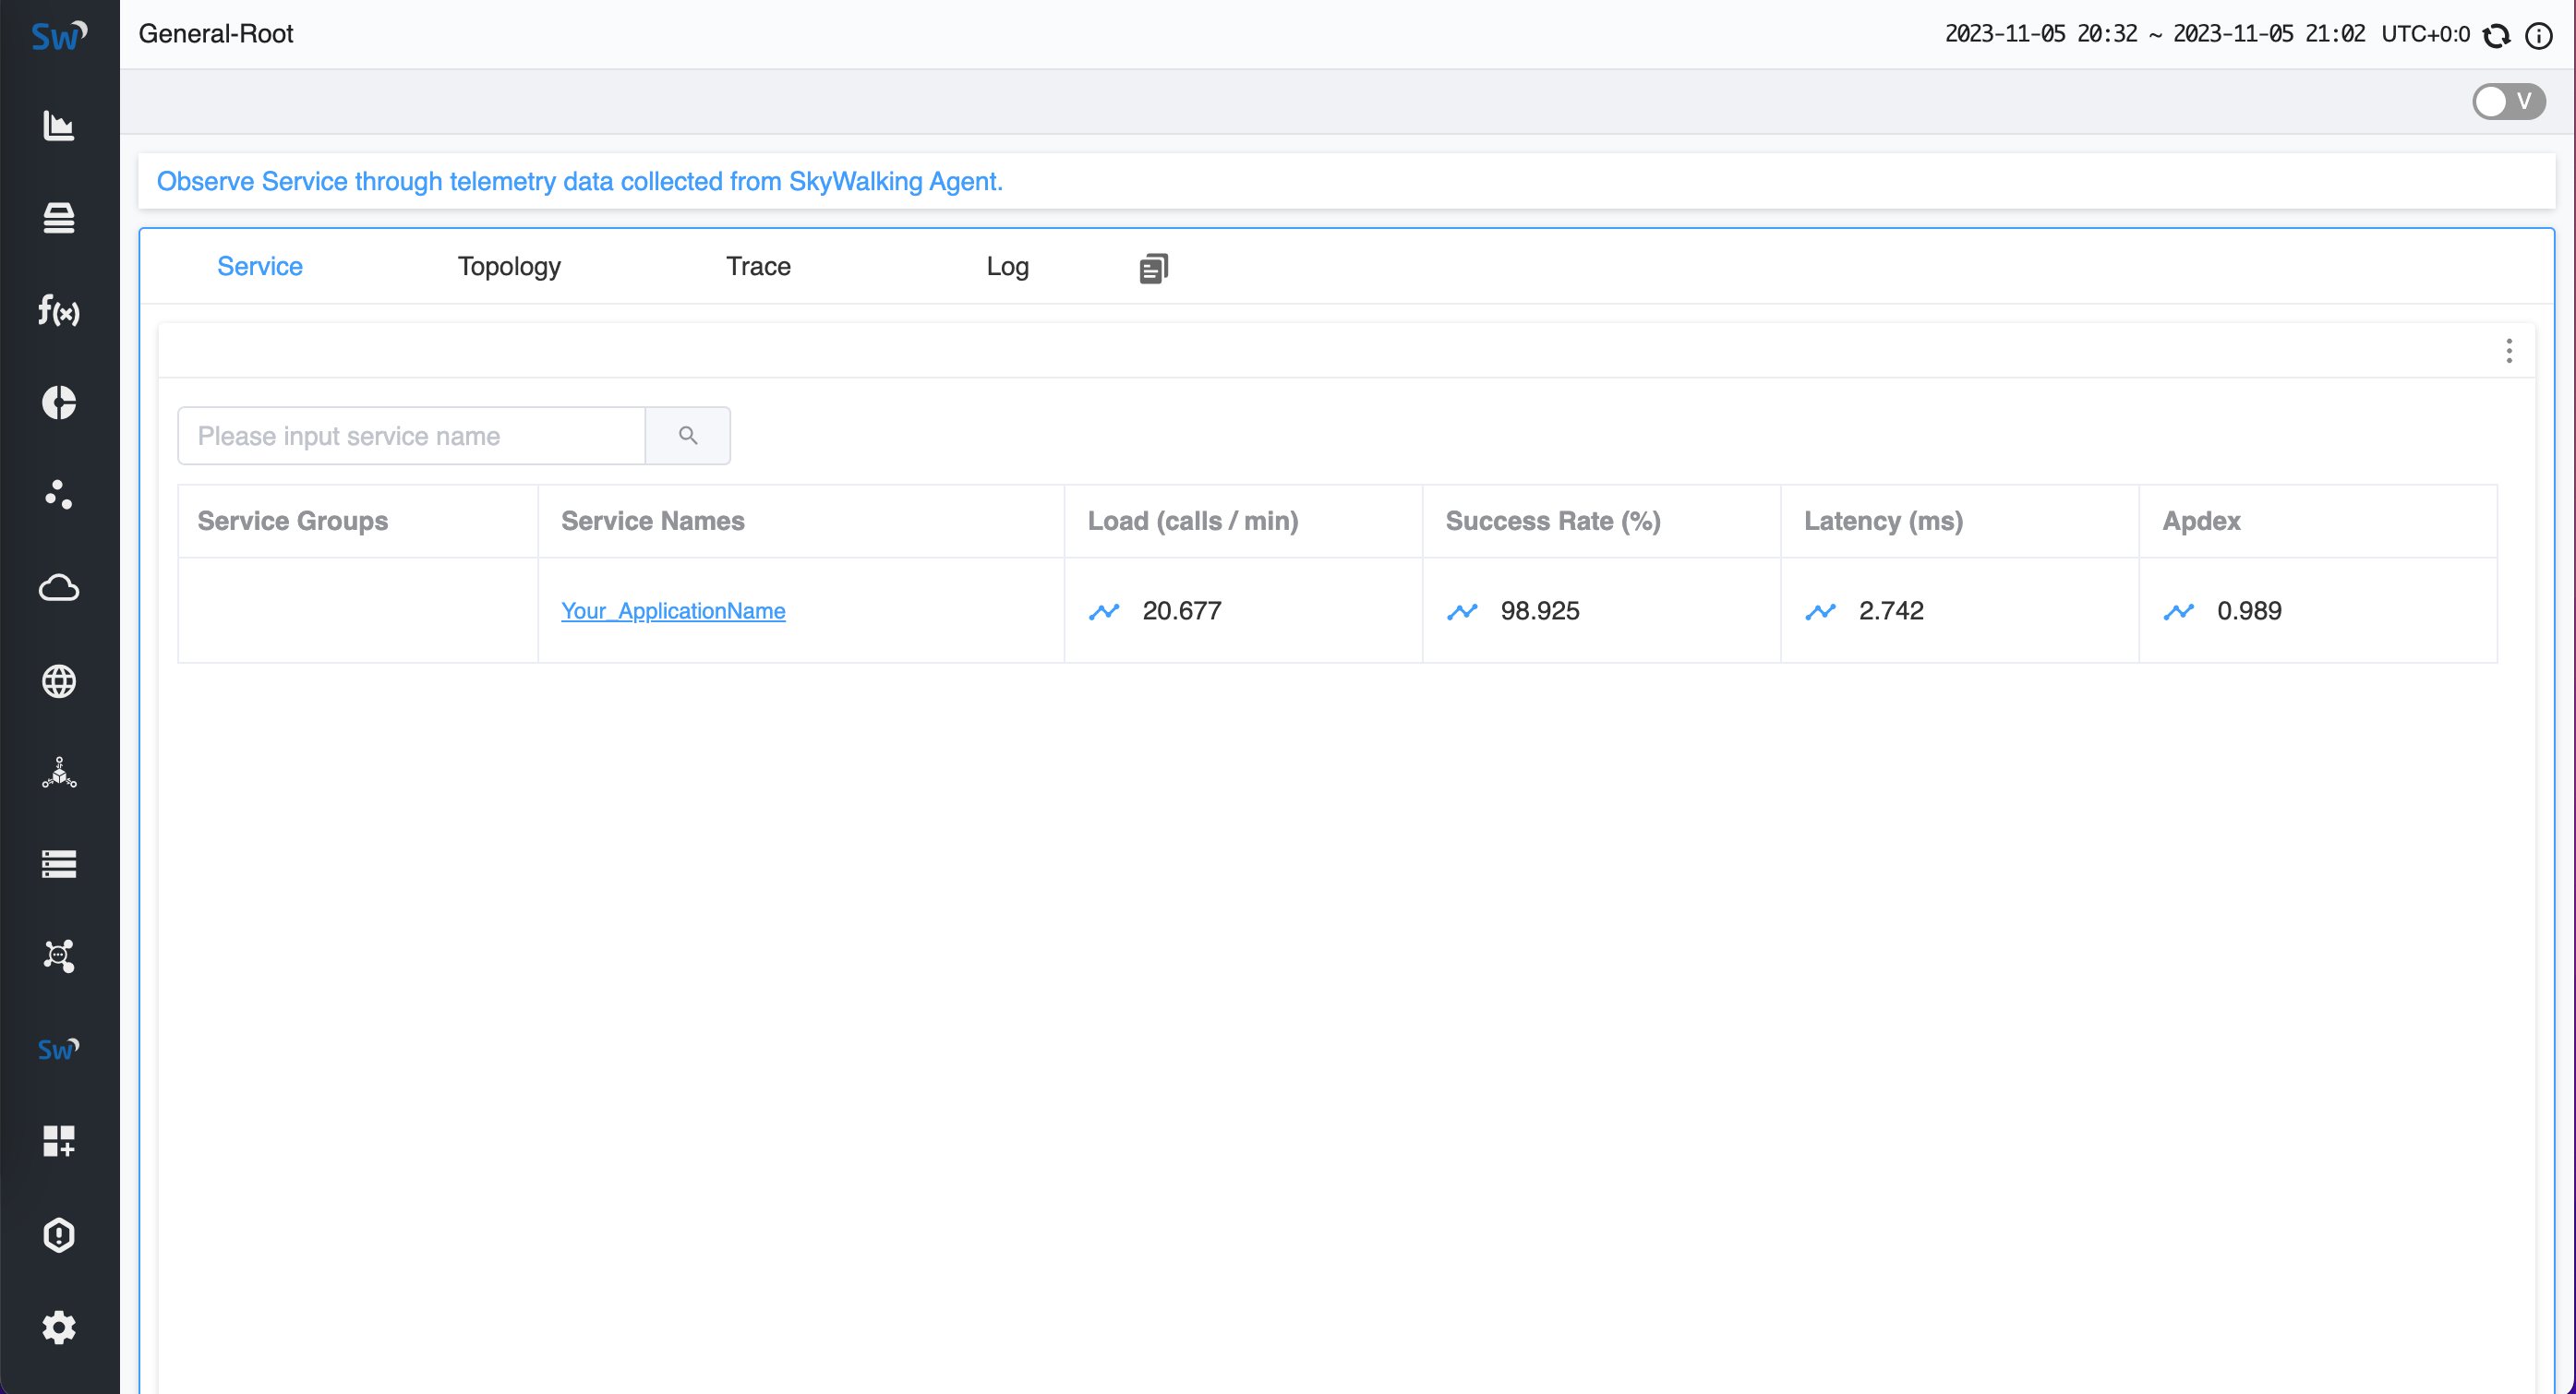 Sw
General-Root
2023-11-05 20:32 ~ 2023-11-05 21:02 UTC+0:0
V
Observe Service through telemetry data collected from SkyWalking Agent.
Service Topology Trace Log
Please input service name
Service Groups Service Names Load (calls / min) Success Rate (%) Latency (ms) Apdex
Your_ApplicationName 20.677 98.925 2.742 0.989
f(x)
Sw